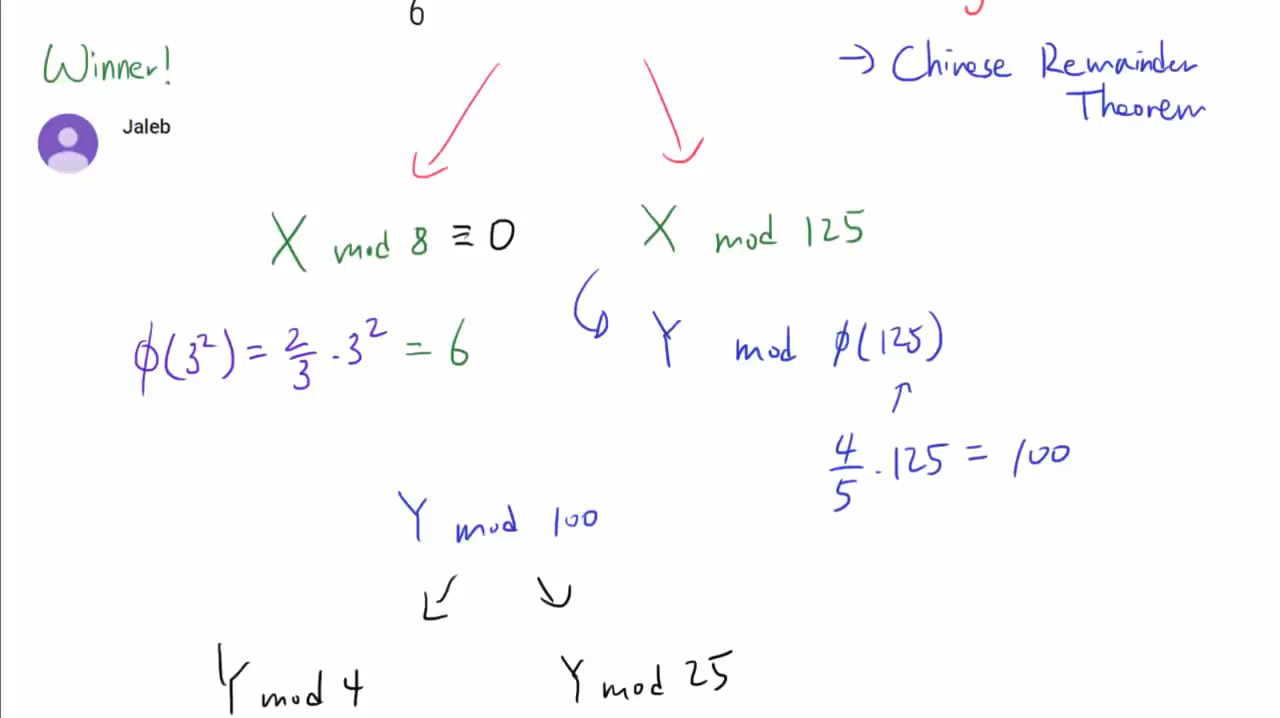 6
Winner!
→ Chinese Remainder
Theorem
Jaleb
X mod 8 ≡ 0
X mod 125
φ(3²) = 2/3 · 3² = 6
Y mod φ(125)
4/5 · 125 = 100
Y mod 100
Y mod 4
Y mod 25